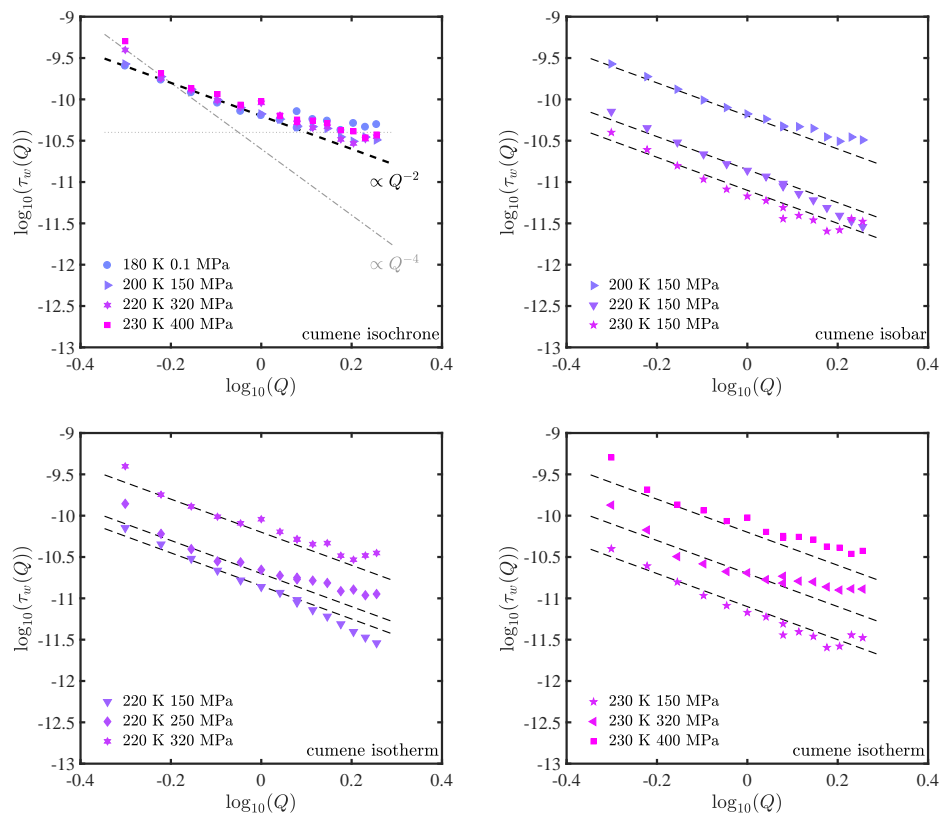 -9
-9.5
-10
-10.5
-11
-11.5
-12
-12.5
-13
-0.4
-0.2
0
0.2
0.4
log₁₀(τ_w(Q))
log₁₀(Q)
∝ Q⁻²
∝ Q⁻⁴
180 K 0.1 MPa
200 K 150 MPa
220 K 320 MPa
230 K 400 MPa
cumene isochrone
-9
-9.5
-10
-10.5
-11
-11.5
-12
-12.5
-13
-0.4
-0.2
0
0.2
0.4
log₁₀(τ_w(Q))
log₁₀(Q)
200 K 150 MPa
220 K 150 MPa
230 K 150 MPa
cumene isobar
-9
-9.5
-10
-10.5
-11
-11.5
-12
-12.5
-13
-0.4
-0.2
0
0.2
0.4
log₁₀(τ_w(Q))
log₁₀(Q)
220 K 150 MPa
220 K 250 MPa
220 K 320 MPa
cumene isotherm
-9
-9.5
-10
-10.5
-11
-11.5
-12
-12.5
-13
-0.4
-0.2
0
0.2
0.4
log₁₀(τ_w(Q))
log₁₀(Q)
230 K 150 MPa
230 K 320 MPa
230 K 400 MPa
cumene isotherm